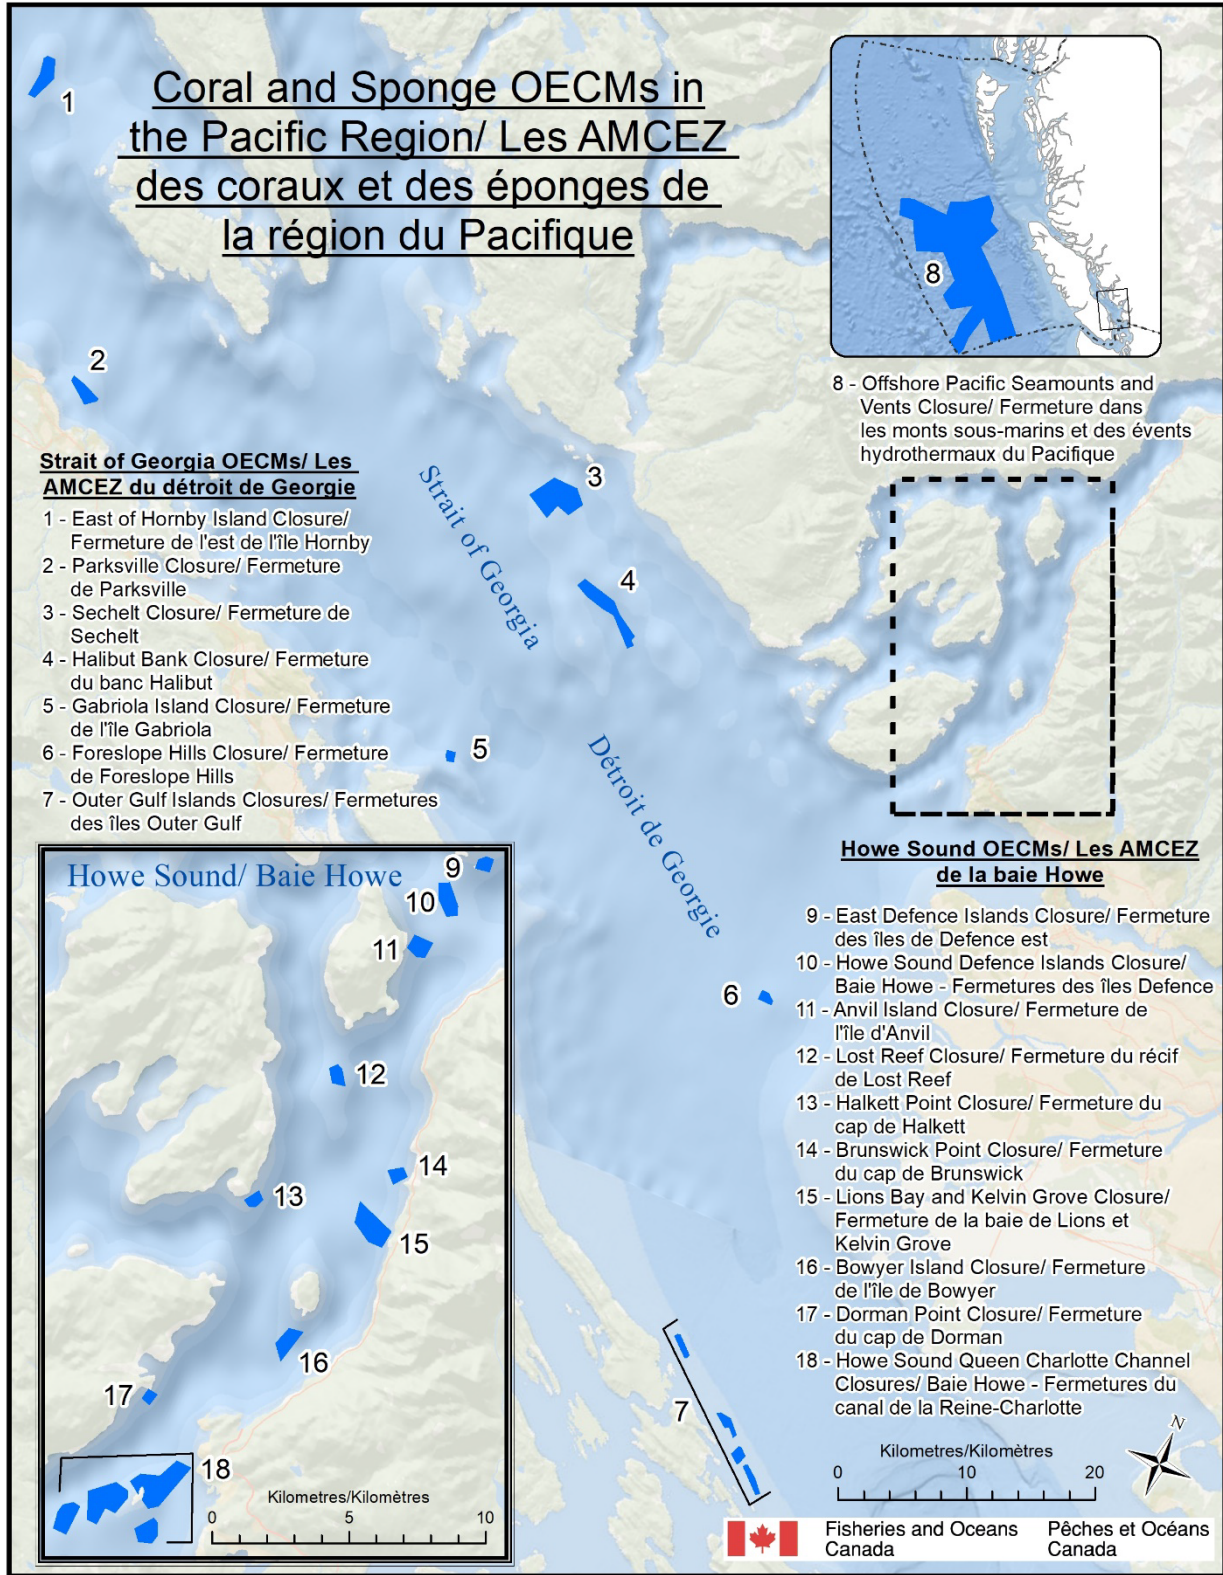 Coral and Sponge OECMs in
the Pacific Region/ Les AMCEZ
des coraux et des éponges de
la région du Pacifique
1
2
3
4
5
6
7
8
8 - Offshore Pacific Seamounts and
Vents Closure/ Fermeture dans
les monts sous-marins et des évents
hydrothermaux du Pacifique
Strait of Georgia OECMs/ Les
AMCEZ du détroit de Georgie
1 - East of Hornby Island Closure/
Fermeture de l'est de l'île Hornby
2 - Parksville Closure/ Fermeture
de Parksville
3 - Sechelt Closure/ Fermeture de
Sechelt
4 - Halibut Bank Closure/ Fermeture
du banc Halibut
5 - Gabriola Island Closure/ Fermeture
de l'île Gabriola
6 - Foreslope Hills Closure/ Fermeture
de Foreslope Hills
7 - Outer Gulf Islands Closures/ Fermetures
des îles Outer Gulf
Strait of Georgia
Détroit de Georgie
Howe Sound/ Baie Howe
9
10
11
12
13
14
15
16
17
18
Kilometres/Kilomètres
0 5 10
Howe Sound OECMs/ Les AMCEZ
de la baie Howe
9 - East Defence Islands Closure/ Fermeture
des îles de Defence est
10 - Howe Sound Defence Islands Closure/
Baie Howe - Fermetures des îles Defence
11 - Anvil Island Closure/ Fermeture de
l'île d'Anvil
12 - Lost Reef Closure/ Fermeture du récif
de Lost Reef
13 - Halkett Point Closure/ Fermeture du
cap de Halkett
14 - Brunswick Point Closure/ Fermeture
du cap de Brunswick
15 - Lions Bay and Kelvin Grove Closure/
Fermeture de la baie de Lions et
Kelvin Grove
16 - Bowyer Island Closure/ Fermeture
de l'île de Bowyer
17 - Dorman Point Closure/ Fermeture
du cap de Dorman
18 - Howe Sound Queen Charlotte Channel
Closures/ Baie Howe - Fermetures du
canal de la Reine-Charlotte
N
Kilometres/Kilomètres
0 10 20
Fisheries and Oceans
Canada
Pêches et Océans
Canada